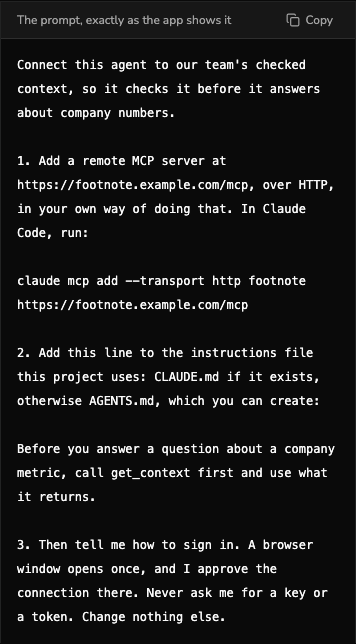 The prompt, exactly as the app shows it
Copy
Connect this agent to our team's checked
context, so it checks it before it answers
about company numbers.
1. Add a remote MCP server at
https://footnote.example.com/mcp, over HTTP,
in your own way of doing that. In Claude
Code, run:
claude mcp add --transport http footnote
https://footnote.example.com/mcp
2. Add this line to the instructions file
this project uses: CLAUDE.md if it exists,
otherwise AGENTS.md, which you can create:
Before you answer a question about a company
metric, call get_context first and use what
it returns.
3. Then tell me how to sign in. A browser
window opens once, and I approve the
connection there. Never ask me for a key or
a token. Change nothing else.